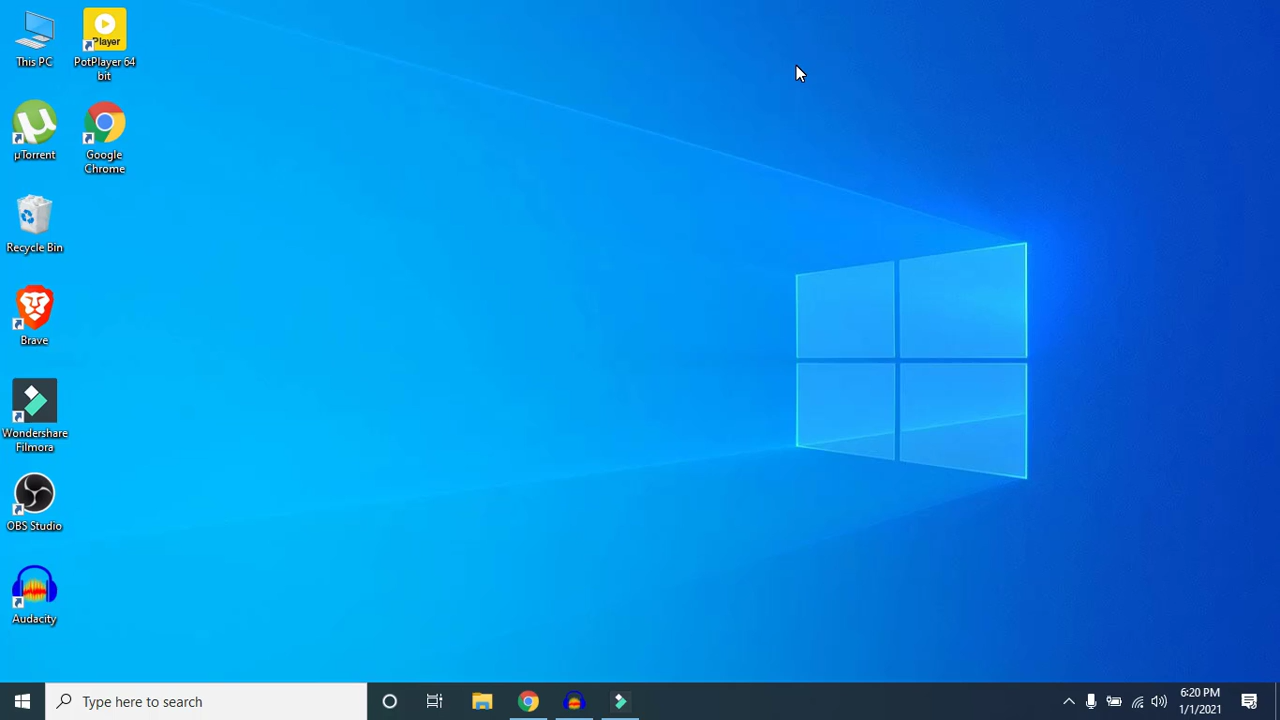 This PC
Player
PotPlayer 64
bit
µTorrent
Google
Chrome
Recycle Bin
Brave
Wondershare
Filmora
OBS Studio
Audacity
Type here to search
6:20 PM
1/1/2021